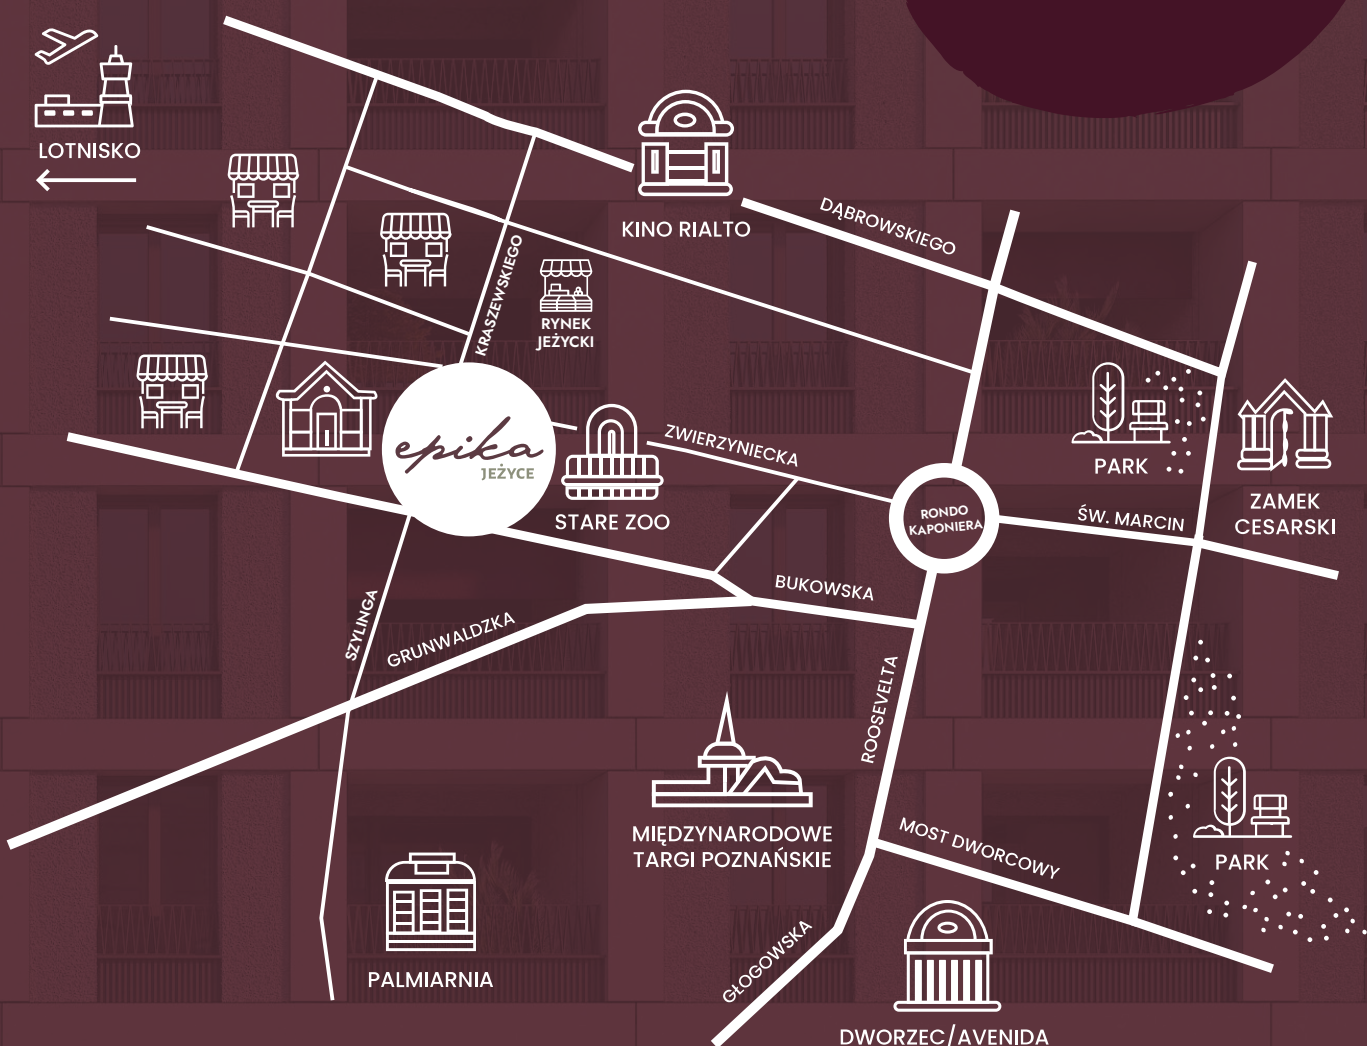 LOTNISKO
KINO RIALTO
DĄBROWSKIEGO
KRASZEWSKIEGO
RYNEK
JEŻYCKI
epika
JEŻYCE
ZWIERZYNIECKA
STARE ZOO
PARK
ZAMEK
CESARSKI
RONDO
KAPONIERA
ŚW. MARCIN
BUKOWSKA
SZYLINGA
GRUNWALDZKA
ROOSEVELTA
MIĘDZYNARODOWE
TARGI POZNAŃSKIE
MOST DWORCOWY
PARK
PALMIARNIA
GŁOGOWSKA
DWORZEC/AVENIDA